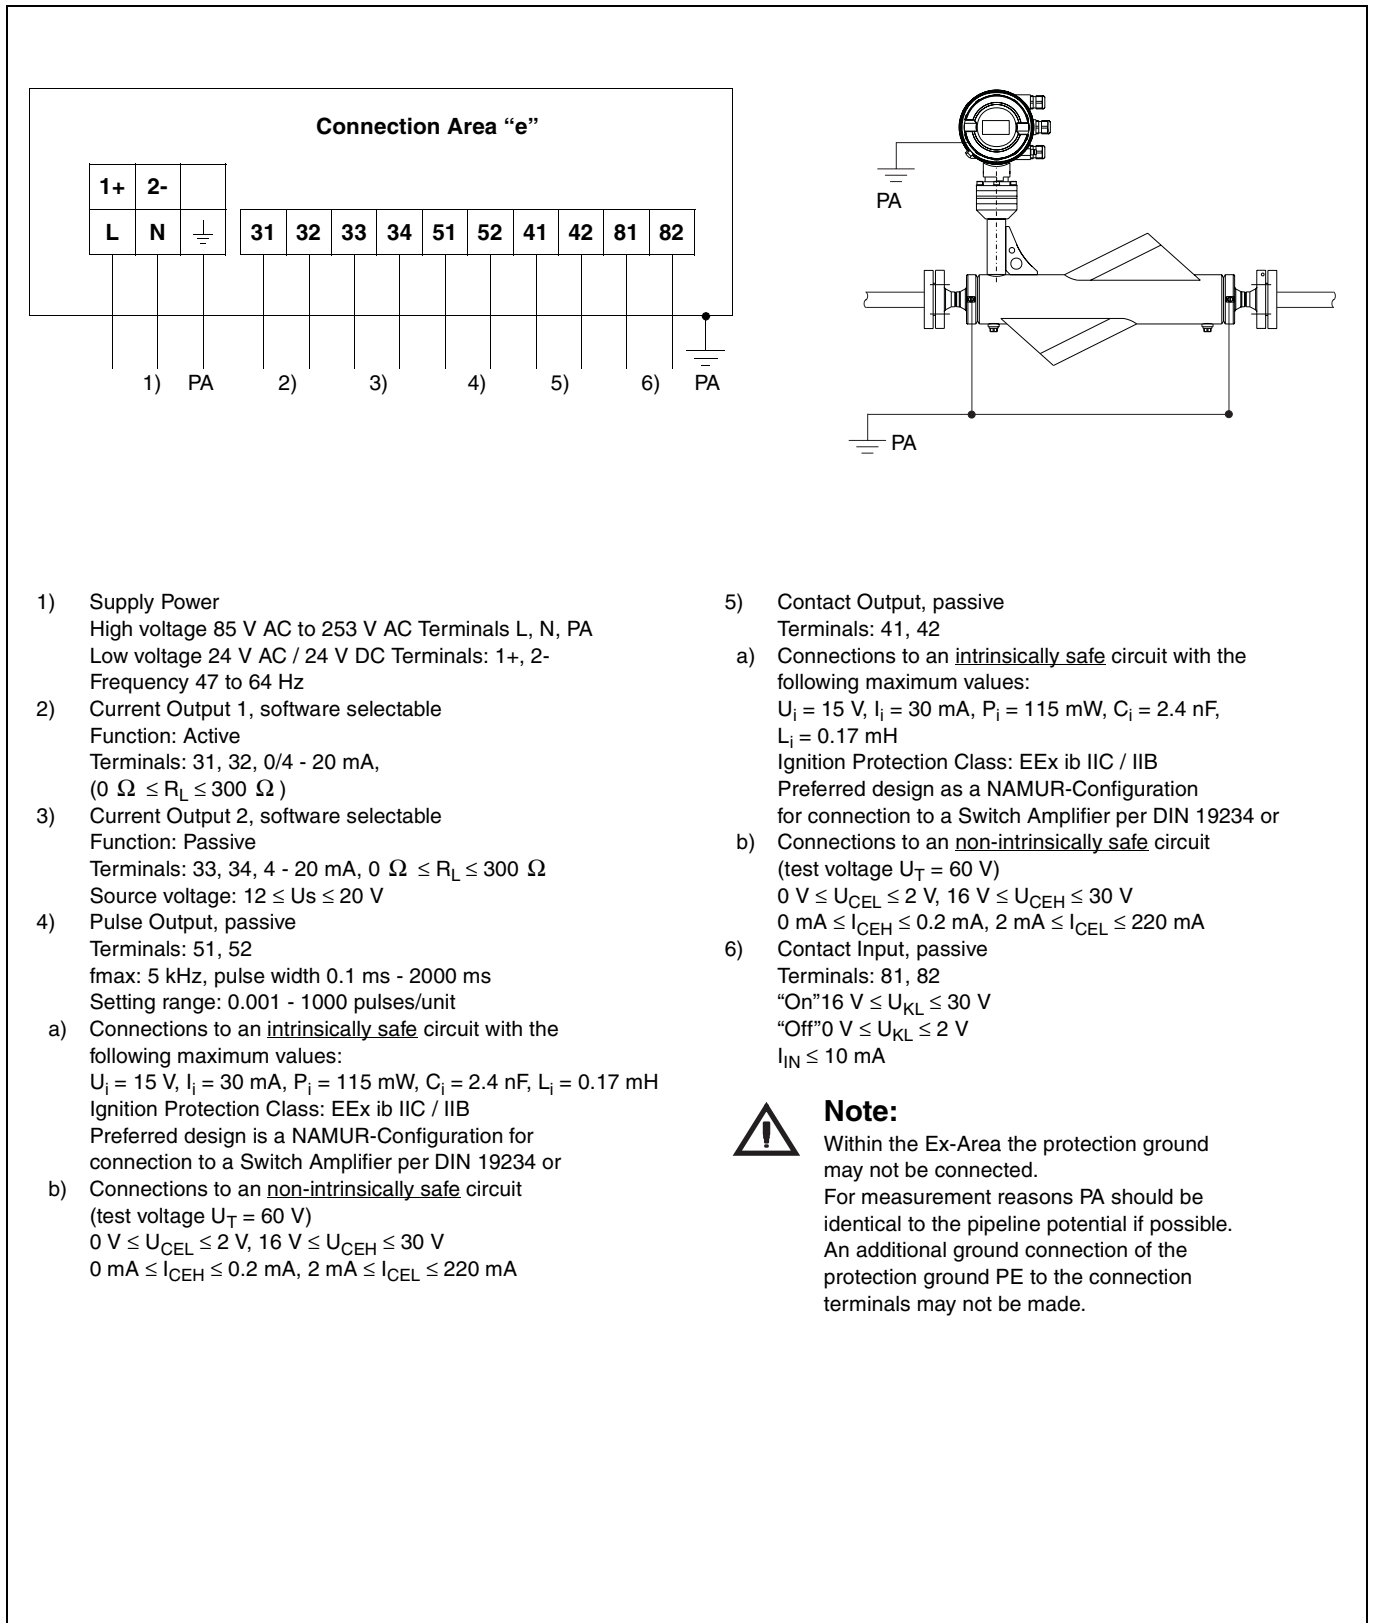 Connection Area “e”
1+ 2-
L N
31 32 33 34 51 52 41 42 81 82
1) PA 2) 3) 4) 5) 6) PA
PA
PA
1) Supply Power
High voltage 85 V AC to 253 V AC Terminals L, N, PA
Low voltage 24 V AC / 24 V DC Terminals: 1+, 2-
Frequency 47 to 64 Hz
2) Current Output 1, software selectable
Function: Active
Terminals: 31, 32, 0/4 - 20 mA,
(0 Ω ≤ RL ≤ 300 Ω )
3) Current Output 2, software selectable
Function: Passive
Terminals: 33, 34, 4 - 20 mA, 0 Ω ≤ RL ≤ 300 Ω
Source voltage: 12 ≤ Us ≤ 20 V
4) Pulse Output, passive
Terminals: 51, 52
fmax: 5 kHz, pulse width 0.1 ms - 2000 ms
Setting range: 0.001 - 1000 pulses/unit
a) Connections to an intrinsically safe circuit with the
following maximum values:
Ui = 15 V, Ii = 30 mA, Pi = 115 mW, Ci = 2.4 nF, Li = 0.17 mH
Ignition Protection Class: EEx ib IIC / IIB
Preferred design is a NAMUR-Configuration for
connection to a Switch Amplifier per DIN 19234 or
b) Connections to an non-intrinsically safe circuit
(test voltage UT = 60 V)
0 V ≤ UCEL ≤ 2 V, 16 V ≤ UCEH ≤ 30 V
0 mA ≤ ICEH ≤ 0.2 mA, 2 mA ≤ ICEL ≤ 220 mA
5) Contact Output, passive
Terminals: 41, 42
a) Connections to an intrinsically safe circuit with the
following maximum values:
Ui = 15 V, Ii = 30 mA, Pi = 115 mW, Ci = 2.4 nF,
Li = 0.17 mH
Ignition Protection Class: EEx ib IIC / IIB
Preferred design as a NAMUR-Configuration
for connection to a Switch Amplifier per DIN 19234 or
b) Connections to an non-intrinsically safe circuit
(test voltage UT = 60 V)
0 V ≤ UCEL ≤ 2 V, 16 V ≤ UCEH ≤ 30 V
0 mA ≤ ICEH ≤ 0.2 mA, 2 mA ≤ ICEL ≤ 220 mA
6) Contact Input, passive
Terminals: 81, 82
“On”16 V ≤ UKL ≤ 30 V
“Off”0 V ≤ UKL ≤ 2 V
IIN ≤ 10 mA
Note:
Within the Ex-Area the protection ground
may not be connected.
For measurement reasons PA should be
identical to the pipeline potential if possible.
An additional ground connection of the
protection ground PE to the connection
terminals may not be made.